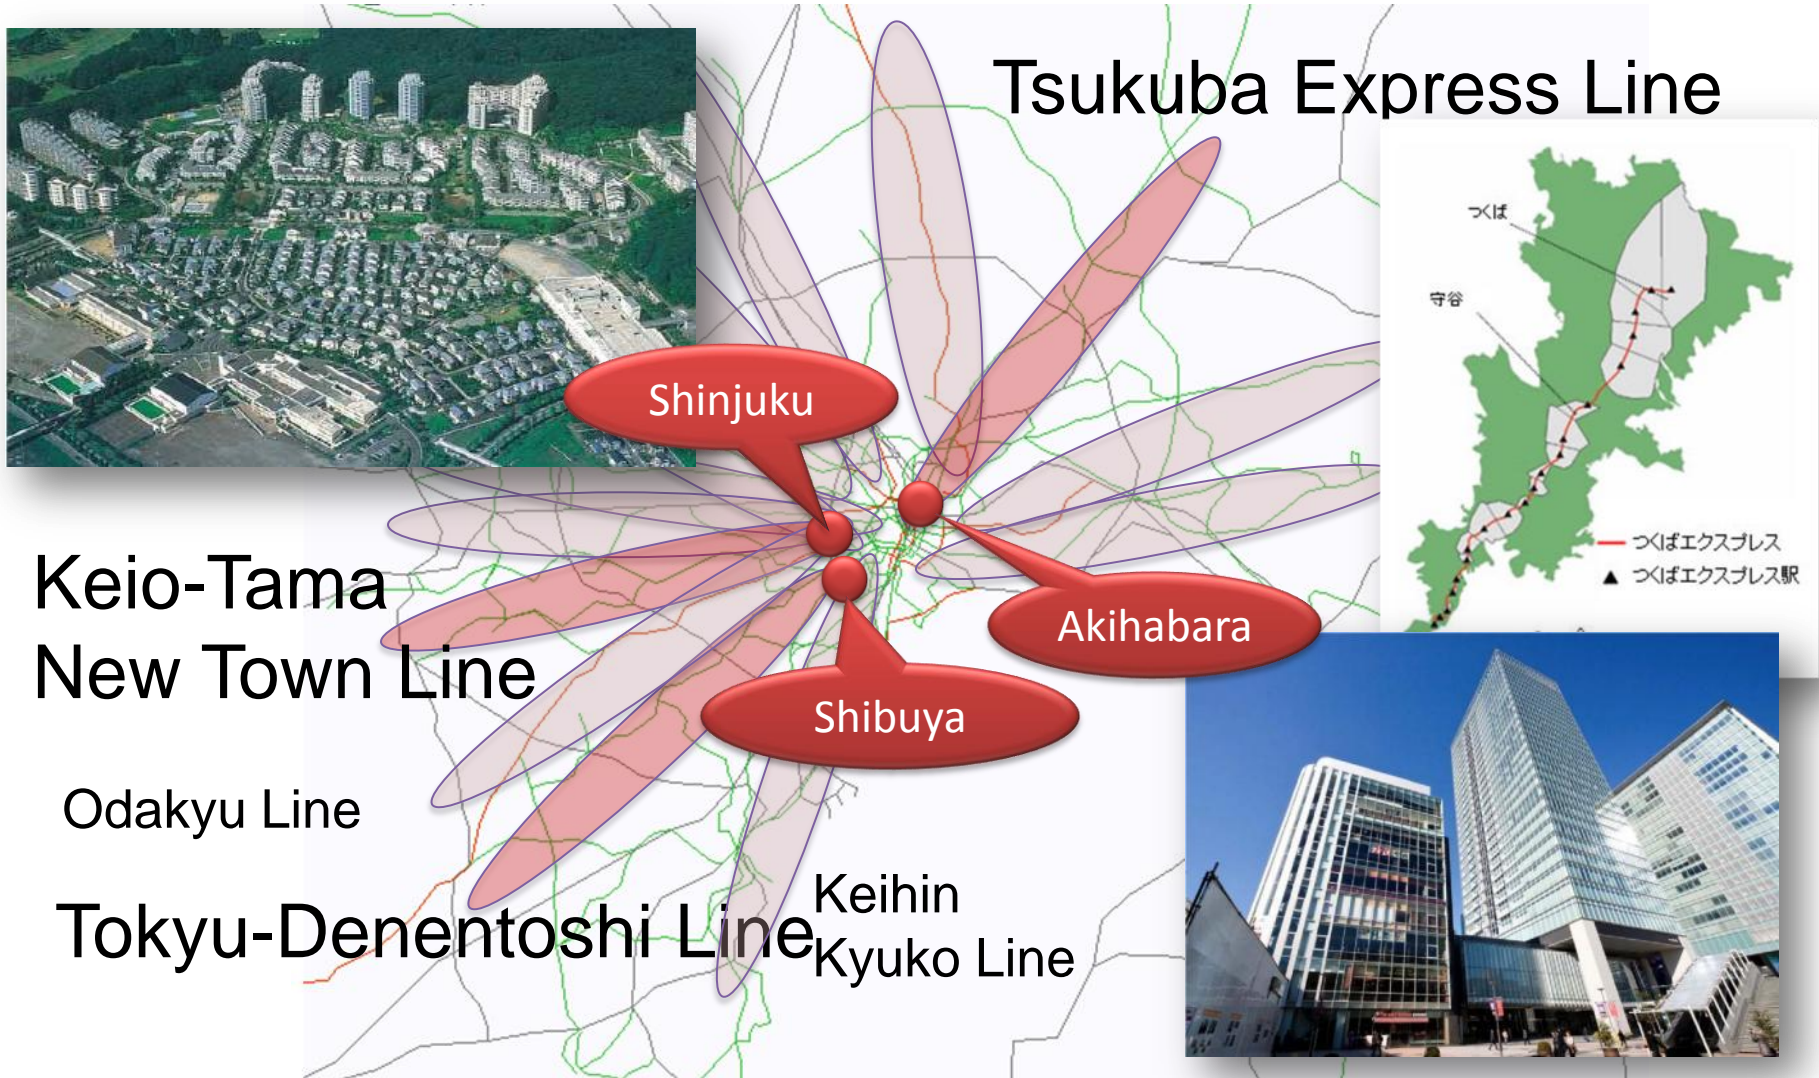 Tsukuba Express Line
つくば
守谷
つくばエクスプレス
つくばエクスプレス駅
Shinjuku
Akihabara
Shibuya
Keio-Tama
New Town Line
Odakyu Line
Tokyu-Denentoshi Line
Keihin
Kyuko Line